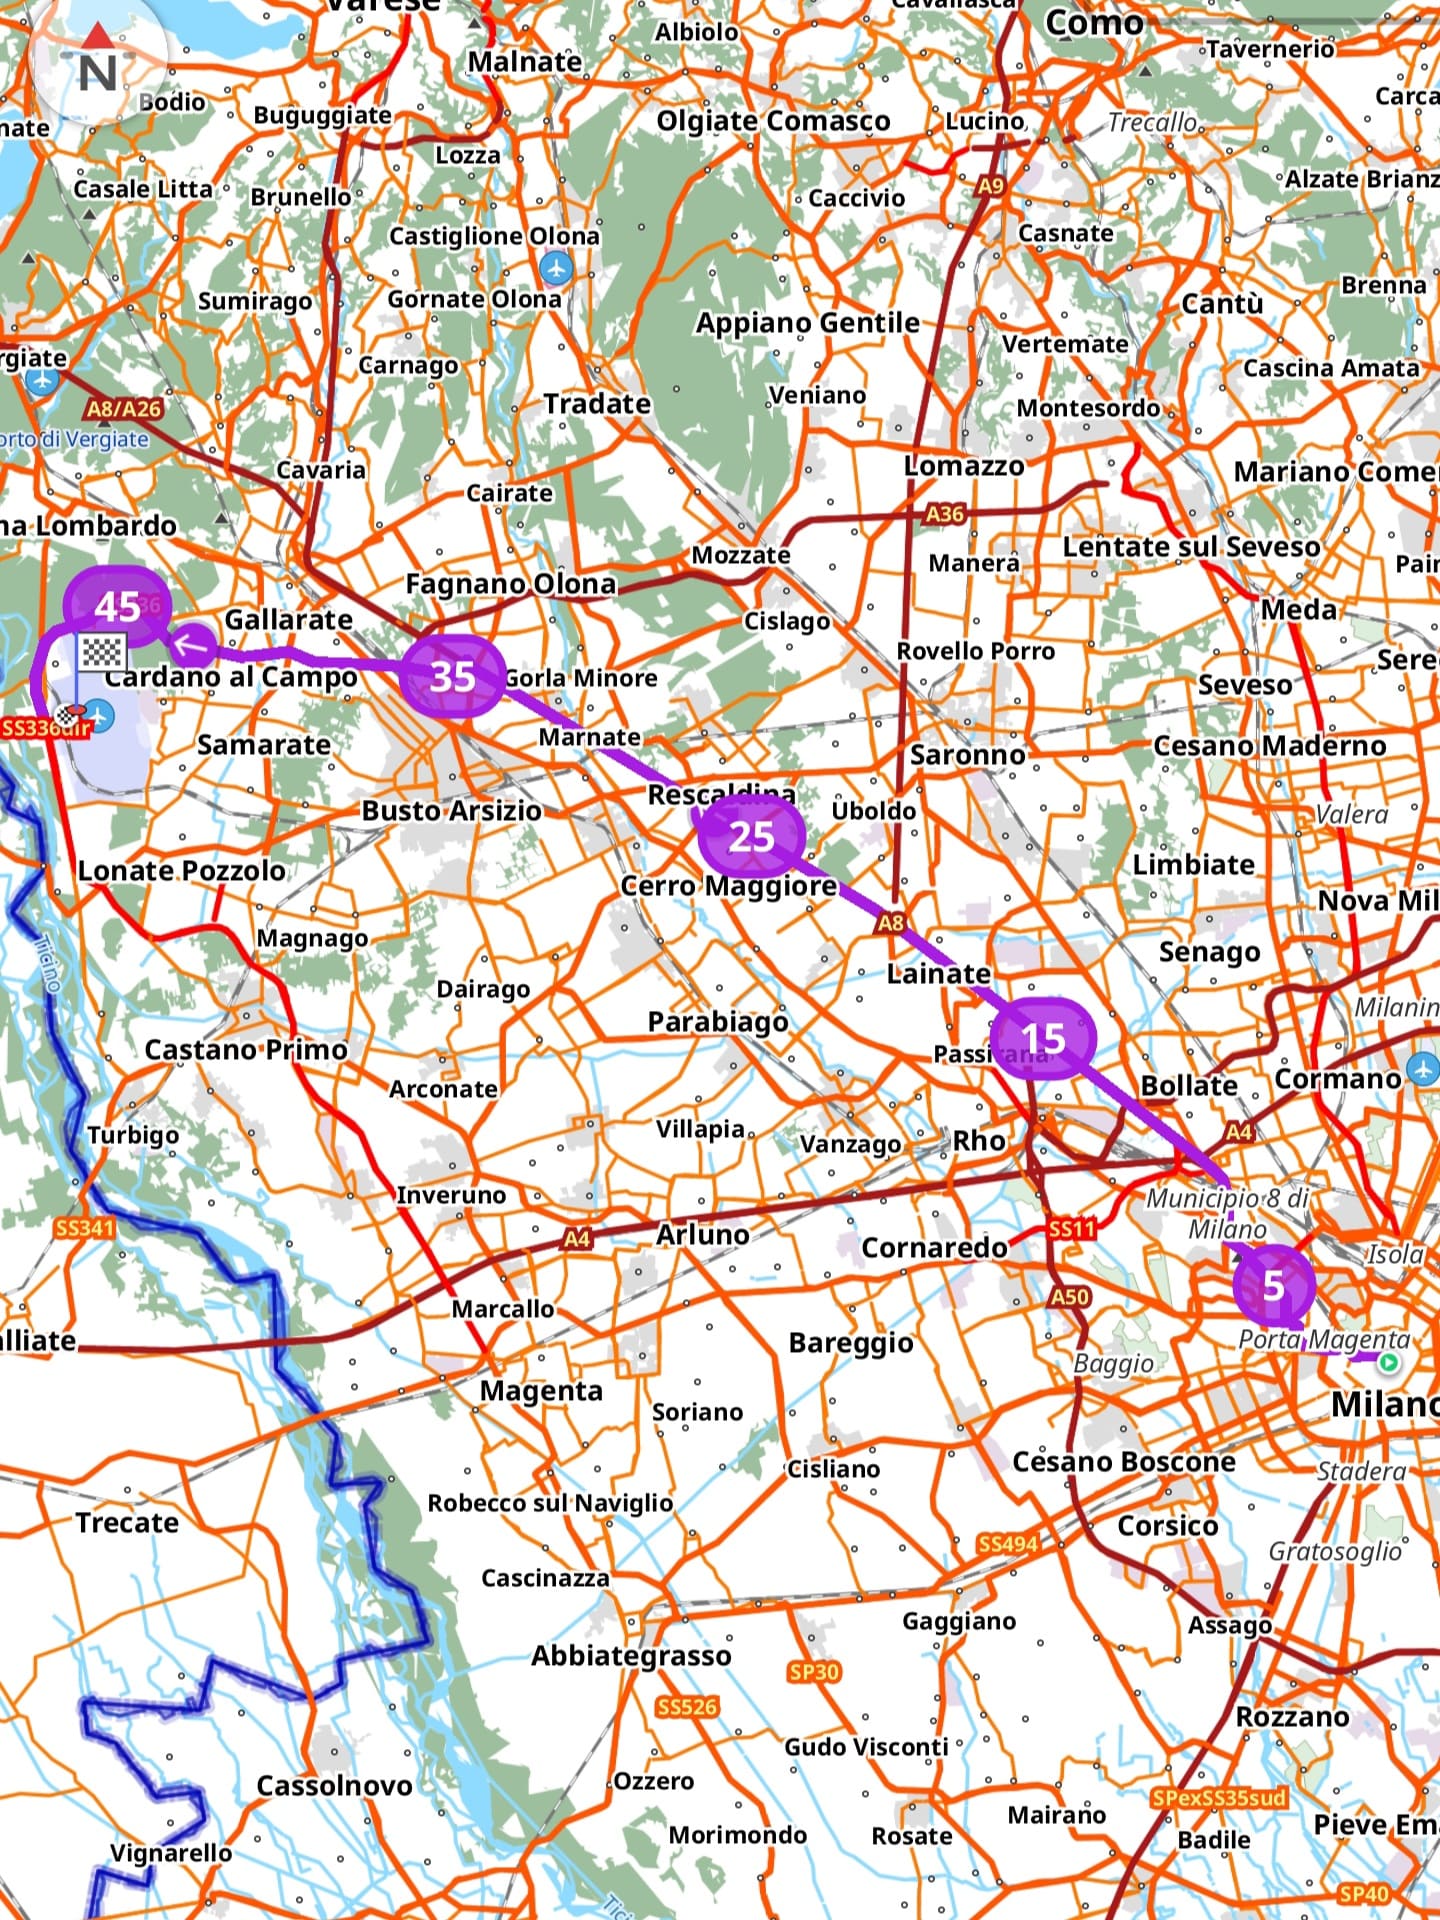 Varese
Cavallasca
Como
Albiolo
Tavernerio
Malnate
N
Bodio
Carca
Buguggiate
Olgiate Comasco
Lucino
Trecallo
nate
Lozza
Casale Litta
Brunello
A9
Alzate Brianz
Caccivio
Castiglione Olona
Casnate
Sumirago
Gornate Olona
Brenna
Cantù
Appiano Gentile
Vertemate
rgiate
Carnago
Cascina Amata
Veniano
A8/A26
Tradate
Montesordo
orto di Vergiate
Cavaria
Lomazzo
Mariano Comen
Cairate
A36
na Lombardo
Mozzate
Lentate sul Seveso
Manera
Pain
Fagnano Olona
45
Gallarate
Cislago
Meda
Rovello Porro
Sere
35
Cardano al Campo
Gorla Minore
Seveso
SS336dir
Samarate
Marnate
Saronno
Cesano Maderno
Rescaldina
Busto Arsizio
Uboldo
Valera
25
Lonate Pozzolo
Limbiate
Cerro Maggiore
Nova Mil
A8
Magnago
Senago
Ticino
Lainate
Dairago
Milanin
Parabiago
15
Castano Primo
Passirana
Arconate
Bollate
Cormano
Turbigo
Villapia
Vanzago
Rho
A4
Inveruno
Municipio 8 di
Milano
SS341
A4
Arluno
Cornaredo
SS11
Isola
5
A50
Marcallo
lliate
Bareggio
Porta Magenta
Baggio
Magenta
Soriano
Milano
Cisliano
Cesano Boscone
Stadera
Robecco sul Naviglio
Trecate
Corsico
SS494
Gratosoglio
Cascinazza
Gaggiano
Assago
Abbiategrasso
SP30
SS526
Rozzano
Gudo Visconti
Cassolnovo
Ozzero
SPexSS35sud
Mairano
Morimondo
Rosate
Pieve Em
Badile
Vignarello
SP40
Tici